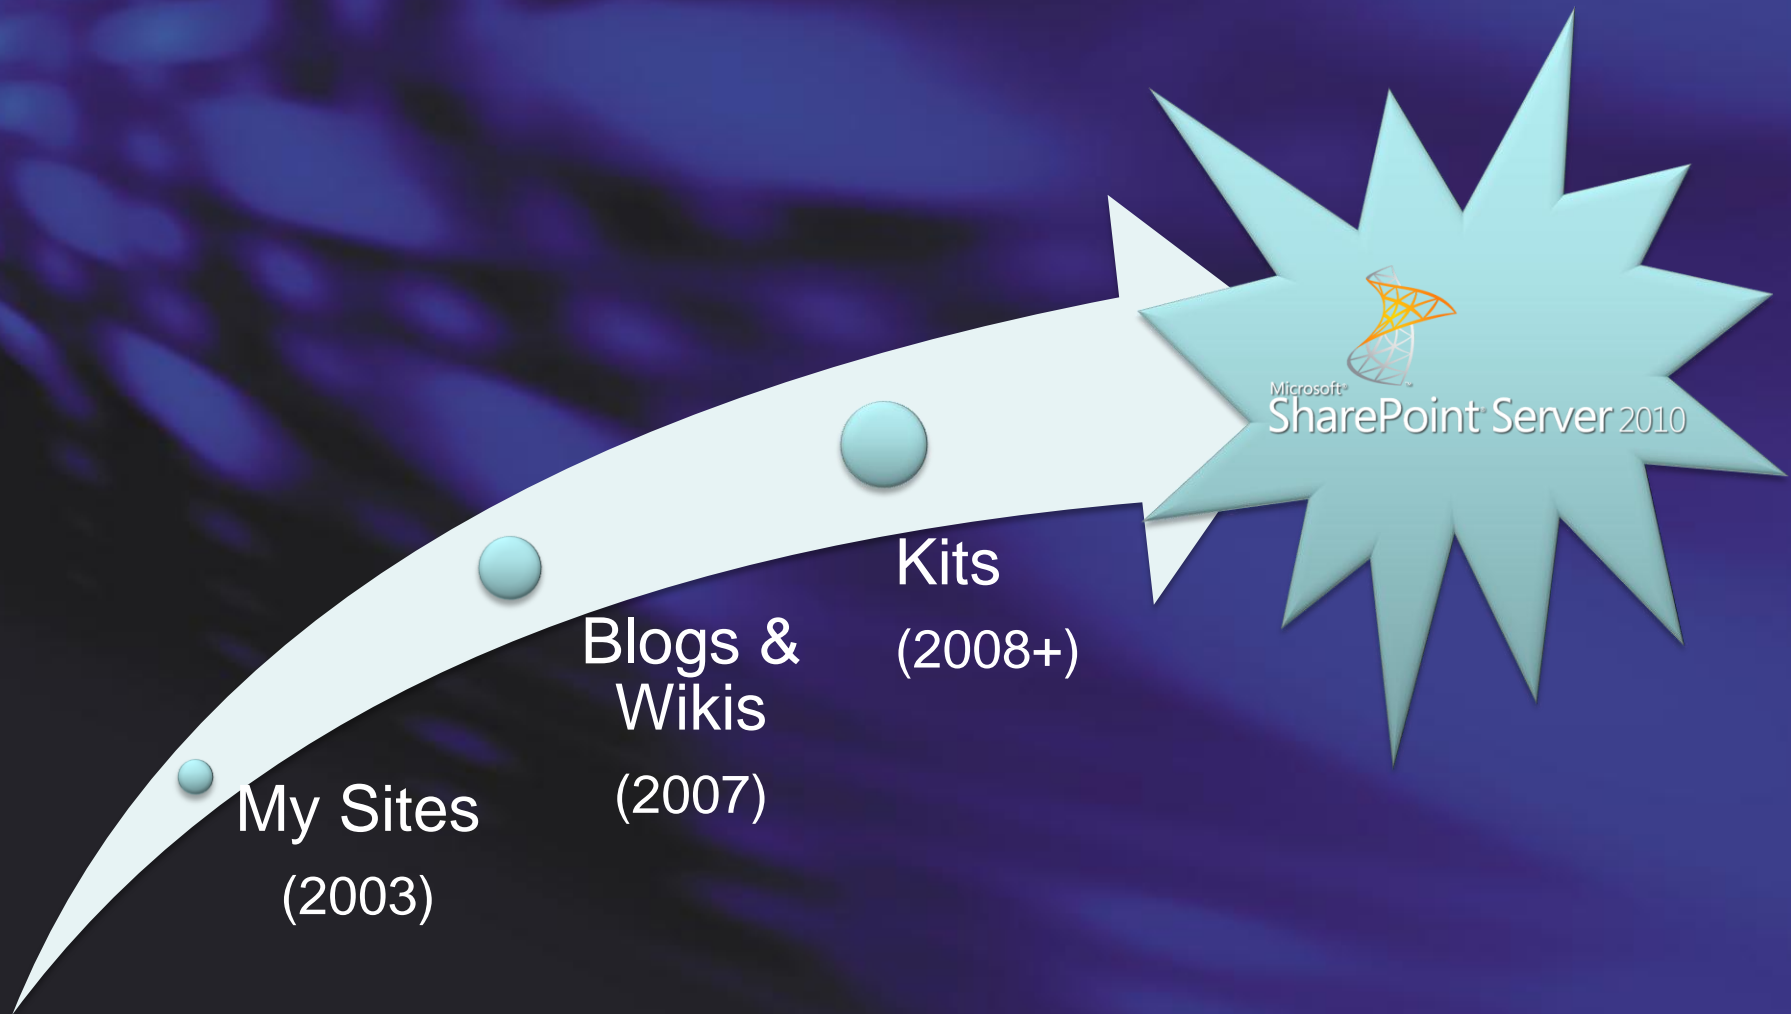 My Sites
(2003)
Blogs &
Wikis
(2007)
Kits
(2008+)
Microsoft®
SharePoint® Server 2010